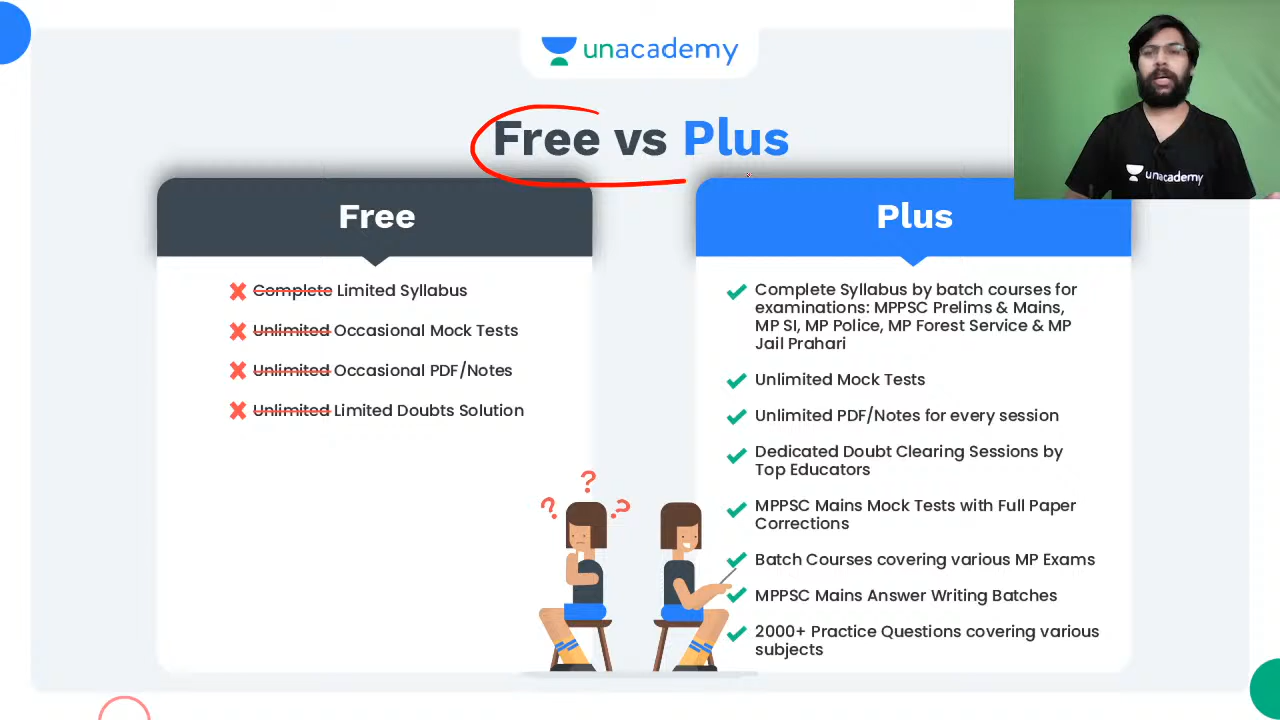 unacademy
Free vs Plus
Free
Complete Limited Syllabus
Unlimited Occasional Mock Tests
Unlimited Occasional PDF/Notes
Unlimited Limited Doubts Solution
? ? ?
Plus
Complete Syllabus by batch courses for
examinations: MPPSC Prelims & Mains,
MP SI, MP Police, MP Forest Service & MP
Jail Prahari
Unlimited Mock Tests
Unlimited PDF/Notes for every session
Dedicated Doubt Clearing Sessions by
Top Educators
MPPSC Mains Mock Tests with Full Paper
Corrections
Batch Courses covering various MP Exams
MPPSC Mains Answer Writing Batches
2000+ Practice Questions covering various
subjects
unacademy